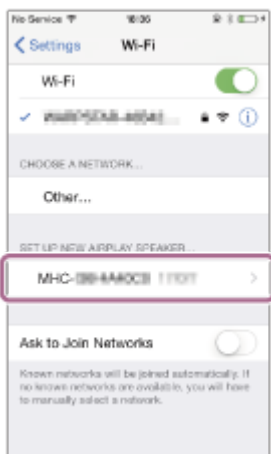 No Service
Settings Wi-Fi
Wi-Fi
CHOOSE A NETWORK...
Other...
SET UP NEW AIRPLAY SPEAKER...
MHC-
Ask to Join Networks
Known networks will be joined automatically. If
no known networks are available, you will have
to manually select a network.